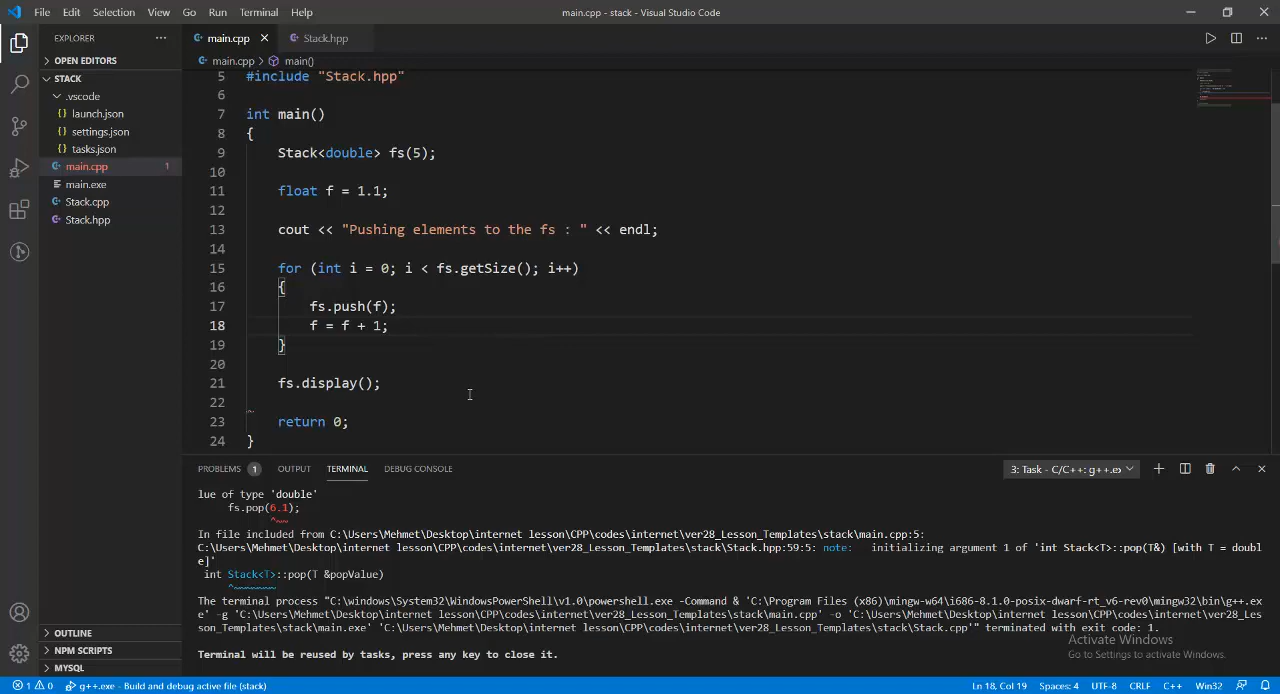 File Edit Selection View Go Run Terminal Help main.cpp - stack - Visual Studio Code
EXPLORER ...
main.cpp Stack.hpp
OPEN EDITORS
main.cpp > main()
STACK
.vscode
launch.json
settings.json
tasks.json
main.cpp 1
main.exe
Stack.cpp
Stack.hpp
5 #include "Stack.hpp"
6
7 int main()
8 {
9 Stack<double> fs(5);
10
11 float f = 1.1;
12
13 cout << "Pushing elements to the fs : " << endl;
14
15 for (int i = 0; i < fs.getSize(); i++)
16 {
17 fs.push(f);
18 f = f + 1;
19 }
20
21 fs.display();
22
23 return 0;
24 }
PROBLEMS 1 OUTPUT TERMINAL DEBUG CONSOLE 3: Task - C/C++: g++.ex
lue of type 'double'
fs.pop(6.1);
^~~
In file included from C:\Users\Mehmet\Desktop\internet lesson\CPP\codes\internet\ver28_Lesson_Templates\stack\main.cpp:5:
C:\Users\Mehmet\Desktop\internet lesson\CPP\codes\internet\ver28_Lesson_Templates\stack\Stack.hpp:59:5: note:   initializing argument 1 of 'int Stack<T>::pop(T&) [with T = doubl
e]'
int Stack<T>::pop(T &popValue)
^~~~~~~~
The terminal process "C:\windows\System32\WindowsPowerShell\v1.0\powershell.exe -Command & 'C:\Program Files (x86)\mingw-w64\i686-8.1.0-posix-dwarf-rt_v6-rev0\mingw32\bin\g++.ex
e' -g 'C:\Users\Mehmet\Desktop\internet lesson\CPP\codes\internet\ver28_Lesson_Templates\stack\main.cpp' -o 'C:\Users\Mehmet\Desktop\internet lesson\CPP\codes\internet\ver28_Les
son_Templates\stack\main.exe' 'C:\Users\Mehmet\Desktop\internet lesson\CPP\codes\internet\ver28_Lesson_Templates\stack\Stack.cpp'" terminated with exit code: 1.
Terminal will be reused by tasks, press any key to close it.
Activate Windows
Go to Settings to activate Windows.
OUTLINE
NPM SCRIPTS
MYSQL
1 0 g++.exe - Build and debug active file (stack) Ln 18, Col 19 Spaces: 4 UTF-8 CRLF C++ Win32